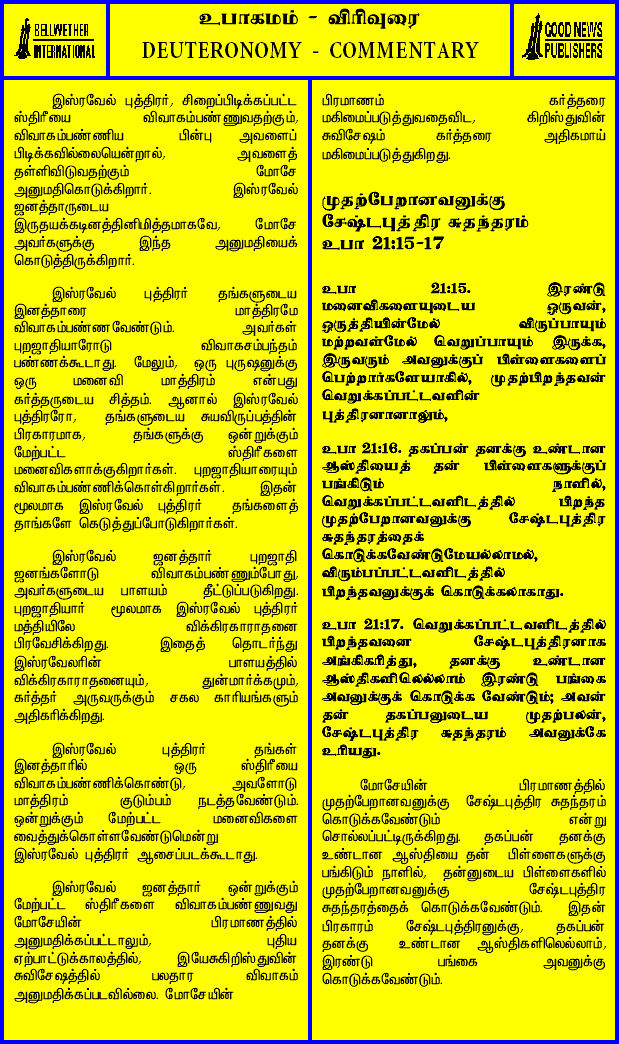 BELLWETHER
INTERNATIONAL
உபாகமம் - விரிவுரை
DEUTERONOMY - COMMENTARY
GOOD NEWS
PUBLISHERS
இஸ்ரவேல் புத்திரர், சிறைப்பிடிக்கப்பட்ட
ஸ்திரீயை விவாகம்பண்ணுவதற்கும்,
விவாகம்பண்ணிய பின்பு அவளைப்
பிடிக்கவில்லையென்றால், அவளைத்
தள்ளிவிடுவதற்கும் மோசே
அனுமதிகொடுக்கிறார். இஸ்ரவேல்
ஜனத்தாருடைய
இருதயக்கடினத்தினிமித்தமாகவே, மோசே
அவர்களுக்கு இந்த அனுமதியைக்
கொடுத்திருக்கிறார்.
இஸ்ரவேல் புத்திரர் தங்களுடைய
இனத்தாரை மாத்திரமே
விவாகம்பண்ணவேண்டும். அவர்கள்
புறஜாதியாரோடு விவாகசம்பந்தம்
பண்ணக்கூடாது. மேலும், ஒரு புருஷனுக்கு
ஒரு மனைவி மாத்திரம் என்பது
கர்த்தருடைய சித்தம். ஆனால் இஸ்ரவேல்
புத்திரரோ, தங்களுடைய சுயவிருப்பத்தின்
பிரகாரமாக, தங்களுக்கு ஒன்றுக்கும்
மேற்பட்ட ஸ்திரீகளை
மனைவிகளாக்குகிறார்கள். புறஜாதியாரையும்
விவாகம்பண்ணிக்கொள்கிறார்கள். இதன்
மூலமாக இஸ்ரவேல் புத்திரர் தங்களைத்
தாங்களே கெடுத்துப்போடுகிறார்கள்.
இஸ்ரவேல் ஜனத்தார் புறஜாதி
ஜனங்களோடு விவாகம்பண்ணும்போது,
அவர்களுடைய பாளயம் தீட்டுப்படுகிறது.
புறஜாதியார் மூலமாக இஸ்ரவேல் புத்திரர்
மத்தியிலே விக்கிரகாராதனை
பிரவேசிக்கிறது. இதைத் தொடர்ந்து
இஸ்ரவேலரின் பாளயத்தில்
விக்கிரகாராதனையும், துன்மார்க்கமும்,
கர்த்தர் அருவருக்கும் சகல காரியங்களும்
அதிகரிக்கிறது.
இஸ்ரவேல் புத்திரர் தங்கள்
இனத்தாரில் ஒரு ஸ்திரீயை
விவாகம்பண்ணிக்கொண்டு, அவளோடு
மாத்திரம் குடும்பம் நடத்தவேண்டும்.
ஒன்றுக்கும் மேற்பட்ட மனைவிகளை
வைத்துக்கொள்ளவேண்டுமென்று
இஸ்ரவேல் புத்திரர் ஆசைப்படக்கூடாது.
இஸ்ரவேல் ஜனத்தார் ஒன்றுக்கும்
மேற்பட்ட ஸ்திரீகளை விவாகம்பண்ணுவது
மோசேயின் பிரமாணத்தில்
அனுமதிக்கப்பட்டாலும், புதிய
ஏற்பாட்டுக்காலத்தில், இயேசுகிறிஸ்துவின்
சுவிசேஷத்தில் பலதார விவாகம்
அனுமதிக்கப்படவில்லை. மோசேயின்
பிரமாணம் கர்த்தரை
மகிமைப்படுத்துவதைவிட, கிறிஸ்துவின்
சுவிசேஷம் கர்த்தரை அதிகமாய்
மகிமைப்படுத்துகிறது.
முதற்பேறானவனுக்கு
சேஷ்டபுத்திர சுதந்தரம்
உபா 21:15-17
உபா 21:15. இரண்டு
மனைவிகளையுடைய ஒருவன்,
ஒருத்தியின்மேல் விருப்பாயும்
மற்றவள்மேல் வெறுப்பாயும் இருக்க,
இருவரும் அவனுக்குப் பிள்ளைகளைப்
பெற்றார்களேயாகில், முதற்பிறந்தவன்
வெறுக்கப்பட்டவளின்
புத்திரனானாலும்,
உபா 21:16. தகப்பன் தனக்கு உண்டான
ஆஸ்தியைத் தன் பிள்ளைகளுக்குப்
பங்கிடும் நாளில்,
வெறுக்கப்பட்டவளிடத்தில் பிறந்த
முதற்பேறானவனுக்கு சேஷ்டபுத்திர
சுதந்தரத்தைக்
கொடுக்கவேண்டுமேயல்லாமல்,
விரும்பப்பட்டவளிடத்தில்
பிறந்தவனுக்குக் கொடுக்கலாகாது.
உபா 21:17. வெறுக்கப்பட்டவளிடத்தில்
பிறந்தவனை சேஷ்டபுத்திரனாக
அங்கிகரித்து, தனக்கு உண்டான
ஆஸ்திகளிலெல்லாம் இரண்டு பங்கை
அவனுக்குக் கொடுக்க வேண்டும்; அவன்
தன் தகப்பனுடைய முதற்பலன்,
சேஷ்டபுத்திர சுதந்தரம் அவனுக்கே
உரியது.
மோசேயின் பிரமாணத்தில்
முதற்பேறானவனுக்கு சேஷ்டபுத்திர சுதந்தரம்
கொடுக்கவேண்டும் என்று
சொல்லப்பட்டிருக்கிறது. தகப்பன் தனக்கு
உண்டான ஆஸ்தியை தன் பிள்ளைகளுக்கு
பங்கிடும் நாளில், தன்னுடைய பிள்ளைகளில்
முதற்பேறானவனுக்கு சேஷ்டபுத்திர
சுதந்தரத்தைக் கொடுக்கவேண்டும். இதன்
பிரகாரம் சேஷ்டபுத்திரனுக்கு, தகப்பன்
தனக்கு உண்டான ஆஸ்திகளிலெல்லாம்,
இரண்டு பங்கை அவனுக்கு
கொடுக்கவேண்டும்.